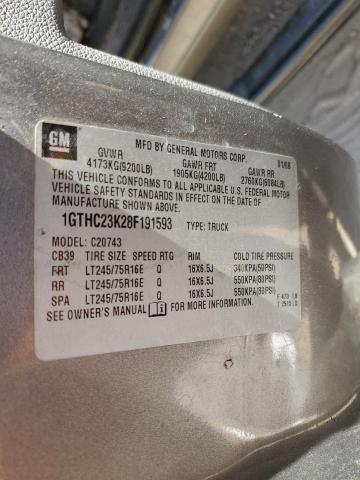 GM
MFD BY GENERAL MOTORS CORP. 01/08
GVWR GAWR FRT GAWR RR
4173KG(9200LB) 1905KG(4200LB) 2760KG(6084LB)
THIS VEHICLE CONFORMS TO ALL APPLICABLE U.S. FEDERAL MOTOR
VEHICLE SAFETY STANDARDS IN EFFECT ON THE DATE OF
MANUFACTURE SHOWN ABOVE.
1GTHC23K28F191593 TYPE: TRUCK
MODEL: C20743
CB39 TIRE SIZE SPEED RTG RIM COLD TIRE PRESSURE
FRT LT245/75R16E Q 16X6.5J 340KPA(50PSI)
RR LT245/75R16E Q 16X6.5J 550KPA(80PSI)
SPA LT245/75R16E Q 16X6.5J 550KPA(80PSI)
SEE OWNER'S MANUAL FOR MORE INFORMATION.